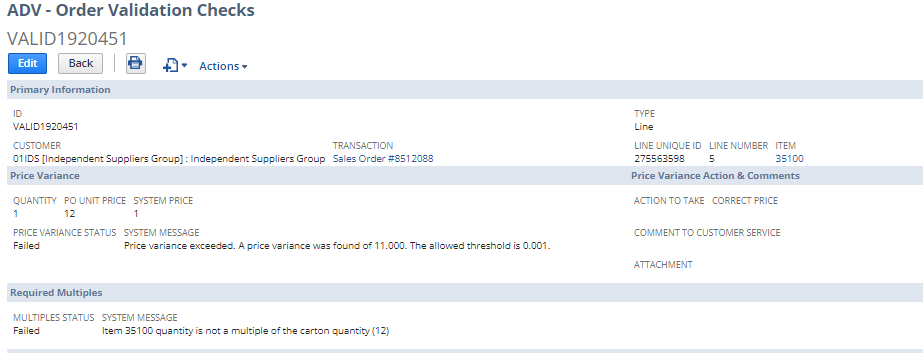 ADV - Order Validation Checks
VALID1920451
Edit Back Actions
Primary Information
ID TYPE
VALID1920451 Line
CUSTOMER TRANSACTION LINE UNIQUE ID LINE NUMBER ITEM
01IDS [Independent Suppliers Group] : Independent Suppliers Group Sales Order #8512088 275563598 5 35100
Price Variance Price Variance Action & Comments
QUANTITY PO UNIT PRICE SYSTEM PRICE ACTION TO TAKE CORRECT PRICE
1 12 1
PRICE VARIANCE STATUS SYSTEM MESSAGE COMMENT TO CUSTOMER SERVICE
Failed Price variance exceeded. A price variance was found of 11.000. The allowed threshold is 0.001.
ATTACHMENT
Required Multiples
MULTIPLES STATUS SYSTEM MESSAGE
Failed Item 35100 quantity is not a multiple of the carton quantity (12)